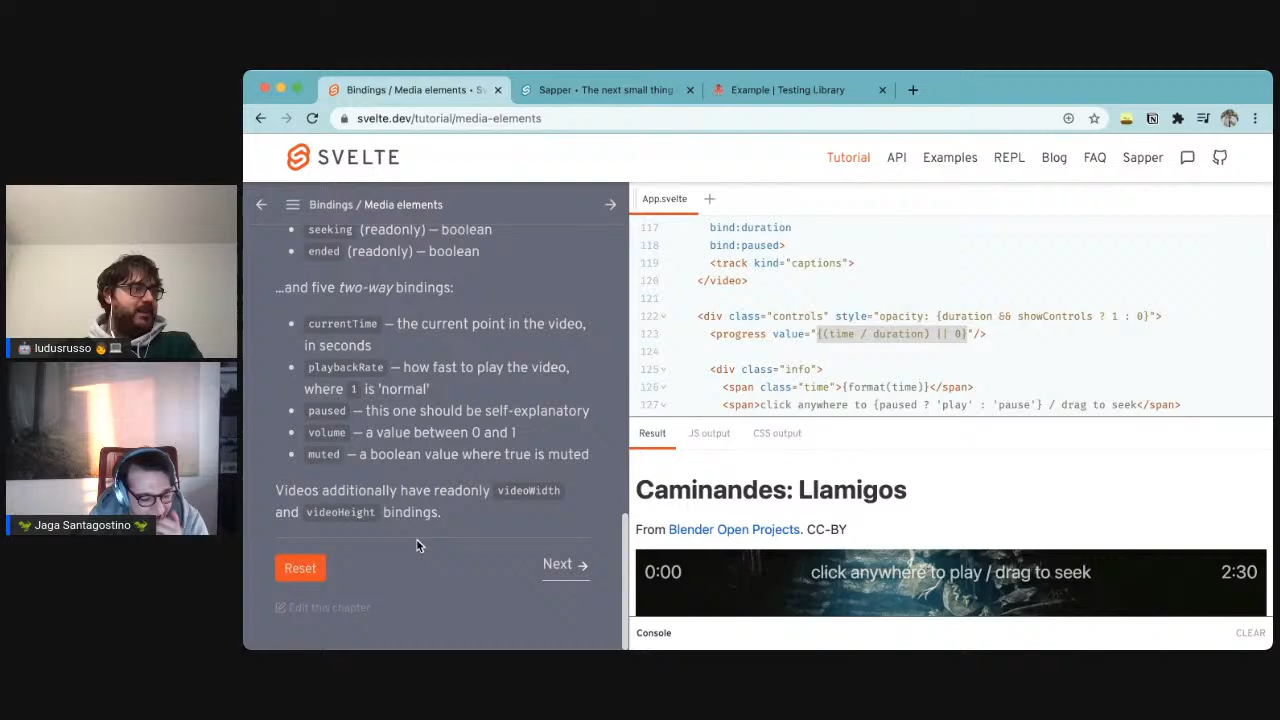 Bindings / Media elements • Sv
Sapper • The next small thing
Example | Testing Library
svelte.dev/tutorial/media-elements
SVELTE
Tutorial
API
Examples
REPL
Blog
FAQ
Sapper
Bindings / Media elements
seeking (readonly) — boolean
ended (readonly) — boolean
...and five two-way bindings:
currentTime — the current point in the video,
in seconds
playbackRate — how fast to play the video,
where 1 is 'normal'
paused — this one should be self-explanatory
volume — a value between 0 and 1
muted — a boolean value where true is muted
Videos additionally have readonly videoWidth
and videoHeight bindings.
Reset
Next
Edit this chapter
App.svelte
117 bind:duration
118 bind:paused>
119 <track kind="captions">
120 </video>
121
122 <div class="controls" style="opacity: {duration && showControls ? 1 : 0}">
123 <progress value="{(time / duration) || 0}"/>
124
125 <div class="info">
126 <span class="time">{format(time)}</span>
127 <span>click anywhere to {paused ? 'play' : 'pause'} / drag to seek</span>
Result
JS output
CSS output
Caminandes: Llamigos
From Blender Open Projects. CC-BY
0:00
click anywhere to play / drag to seek
2:30
Console
CLEAR
ludusrusso
Jaga Santagostino